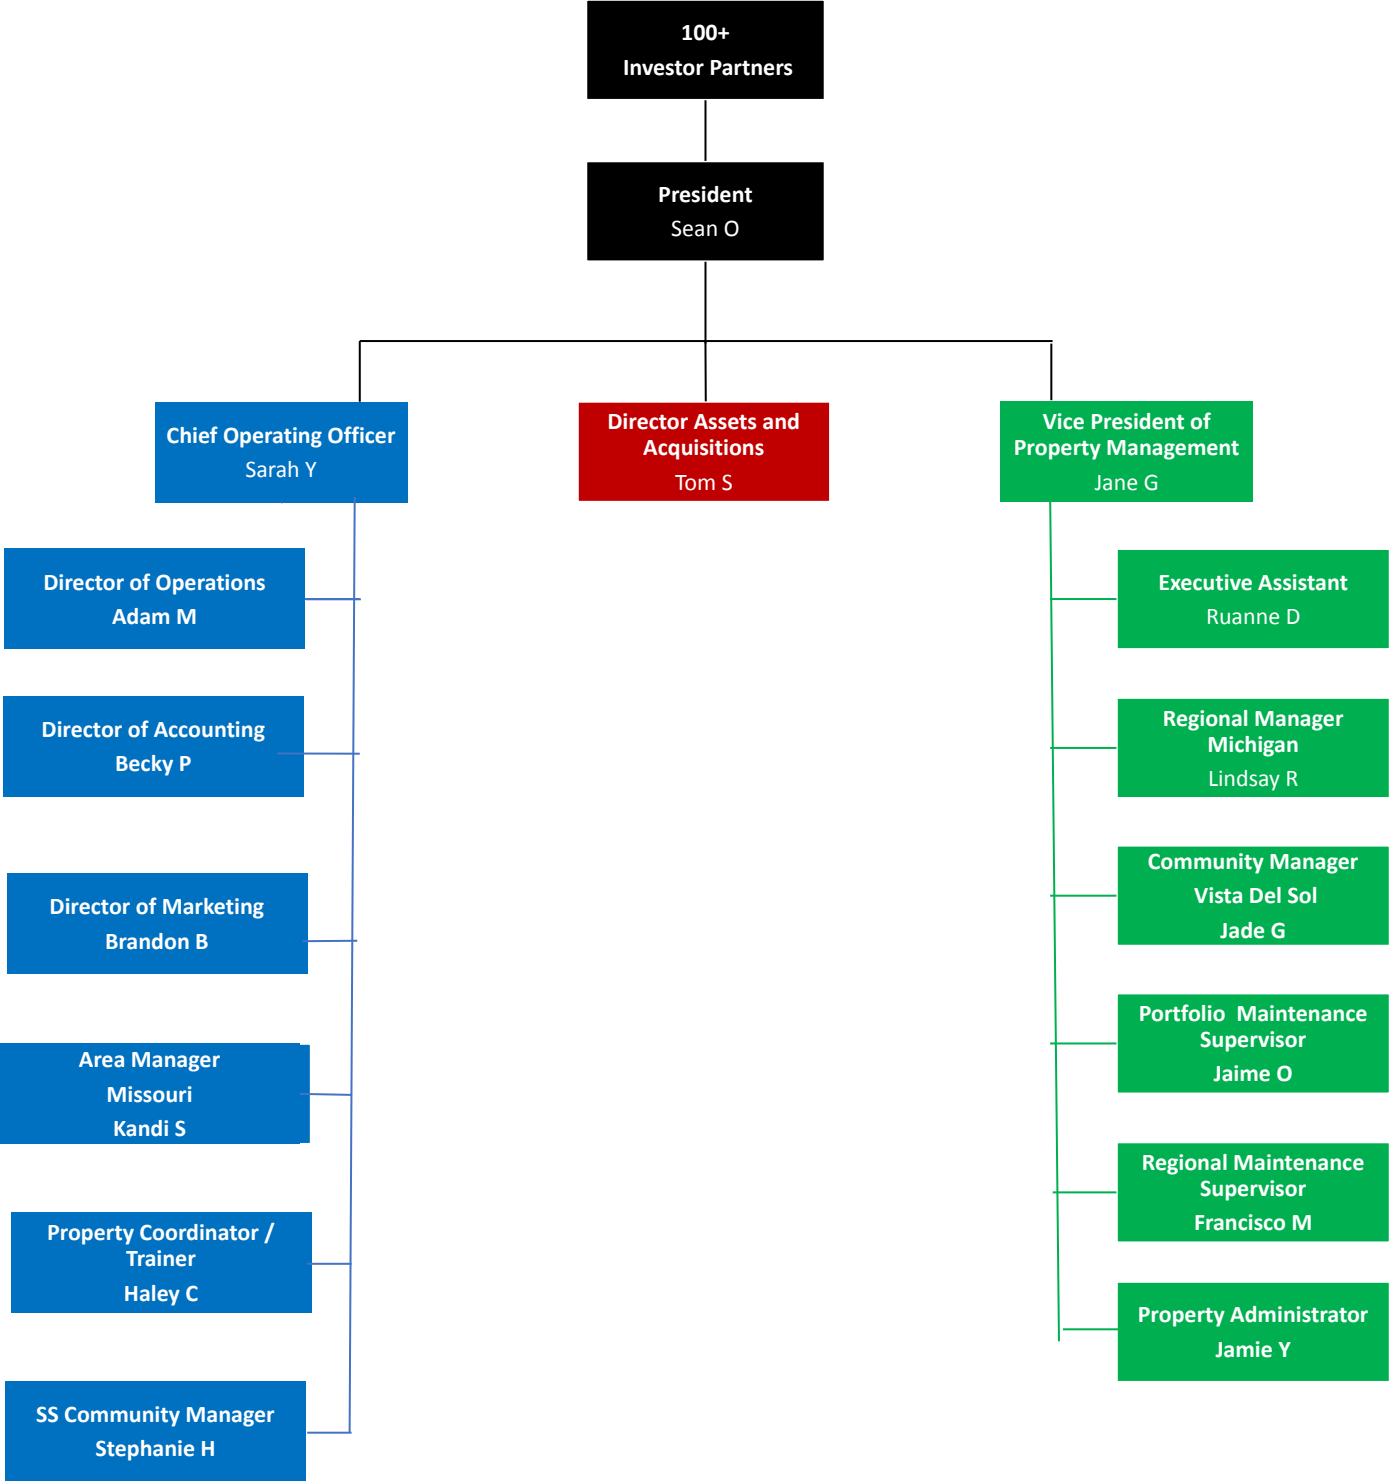 100+
Investor Partners
President
Sean O
Chief Operating Officer
Sarah Y
Director Assets and
Acquisitions
Tom S
Vice President of
Property Management
Jane G
Director of Operations
Adam M
Director of Accounting
Becky P
Director of Marketing
Brandon B
Area Manager
Missouri
Kandi S
Property Coordinator /
Trainer
Haley C
SS Community Manager
Stephanie H
Executive Assistant
Ruanne D
Regional Manager
Michigan
Lindsay R
Community Manager
Vista Del Sol
Jade G
Portfolio  Maintenance
Supervisor
Jaime O
Regional Maintenance
Supervisor
Francisco M
Property Administrator
Jamie Y